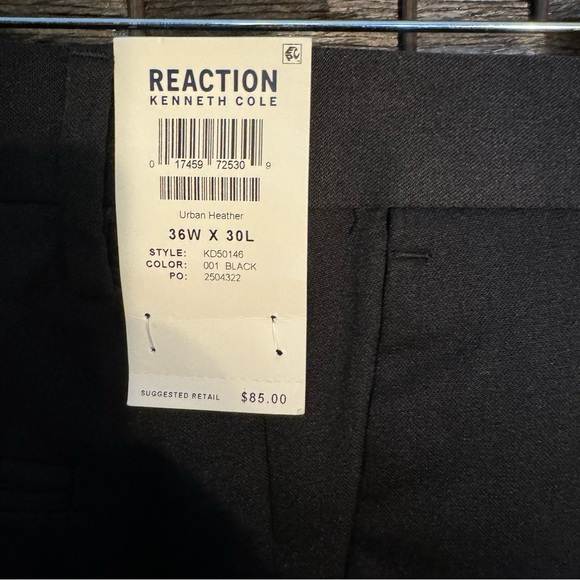 REACTION
KENNETH COLE
0 17459 72530 9
Urban Heather
36W X 30L
STYLE: KD50146
COLOR: 001 BLACK
PO: 2504322
SUGGESTED RETAIL $85.00